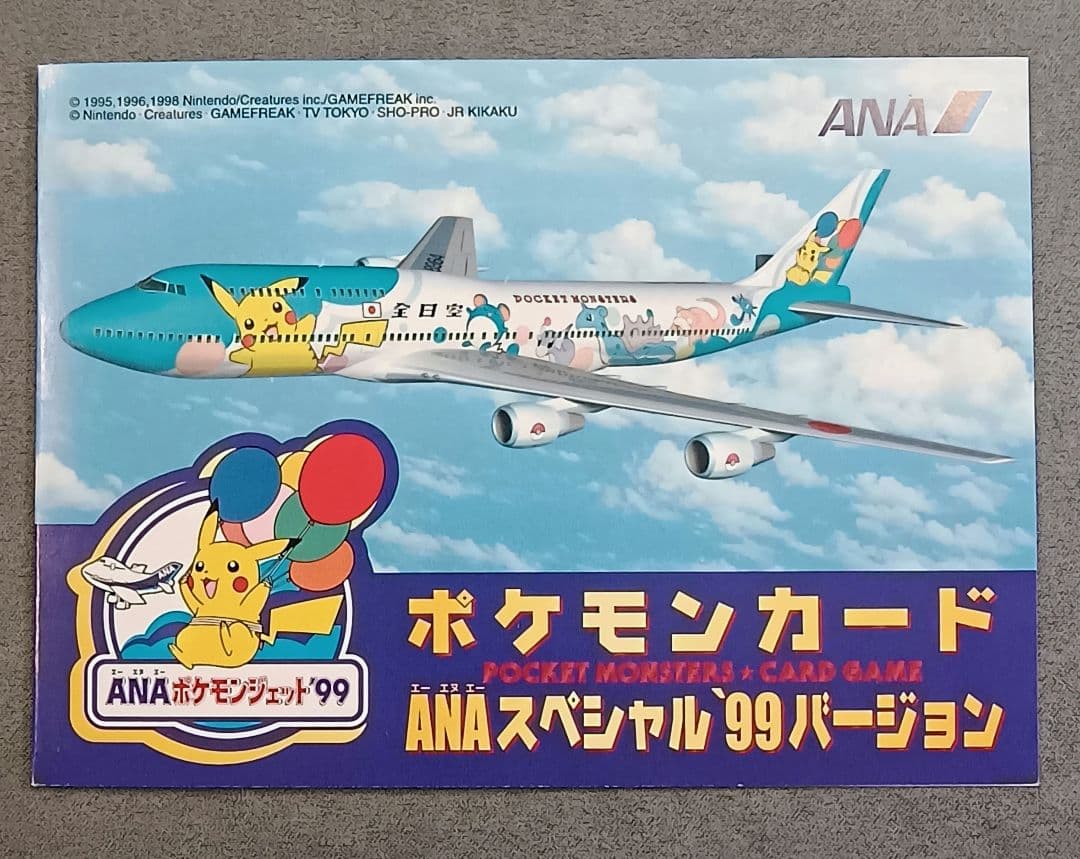 © 1995,1996,1998 Nintendo/Creatures inc./GAMEFREAK inc.
© Nintendo・Creatures・GAMEFREAK・TV TOKYO・SHO-PRO・JR KIKAKU
ANA
全日空
POCKET MONSTERS
ANA
エー エヌ エー
ANAポケモンジェット'99
ポケモンカード
POCKET MONSTERS★CARD GAME
エー エヌ エー
ANAスペシャル'99バージョン